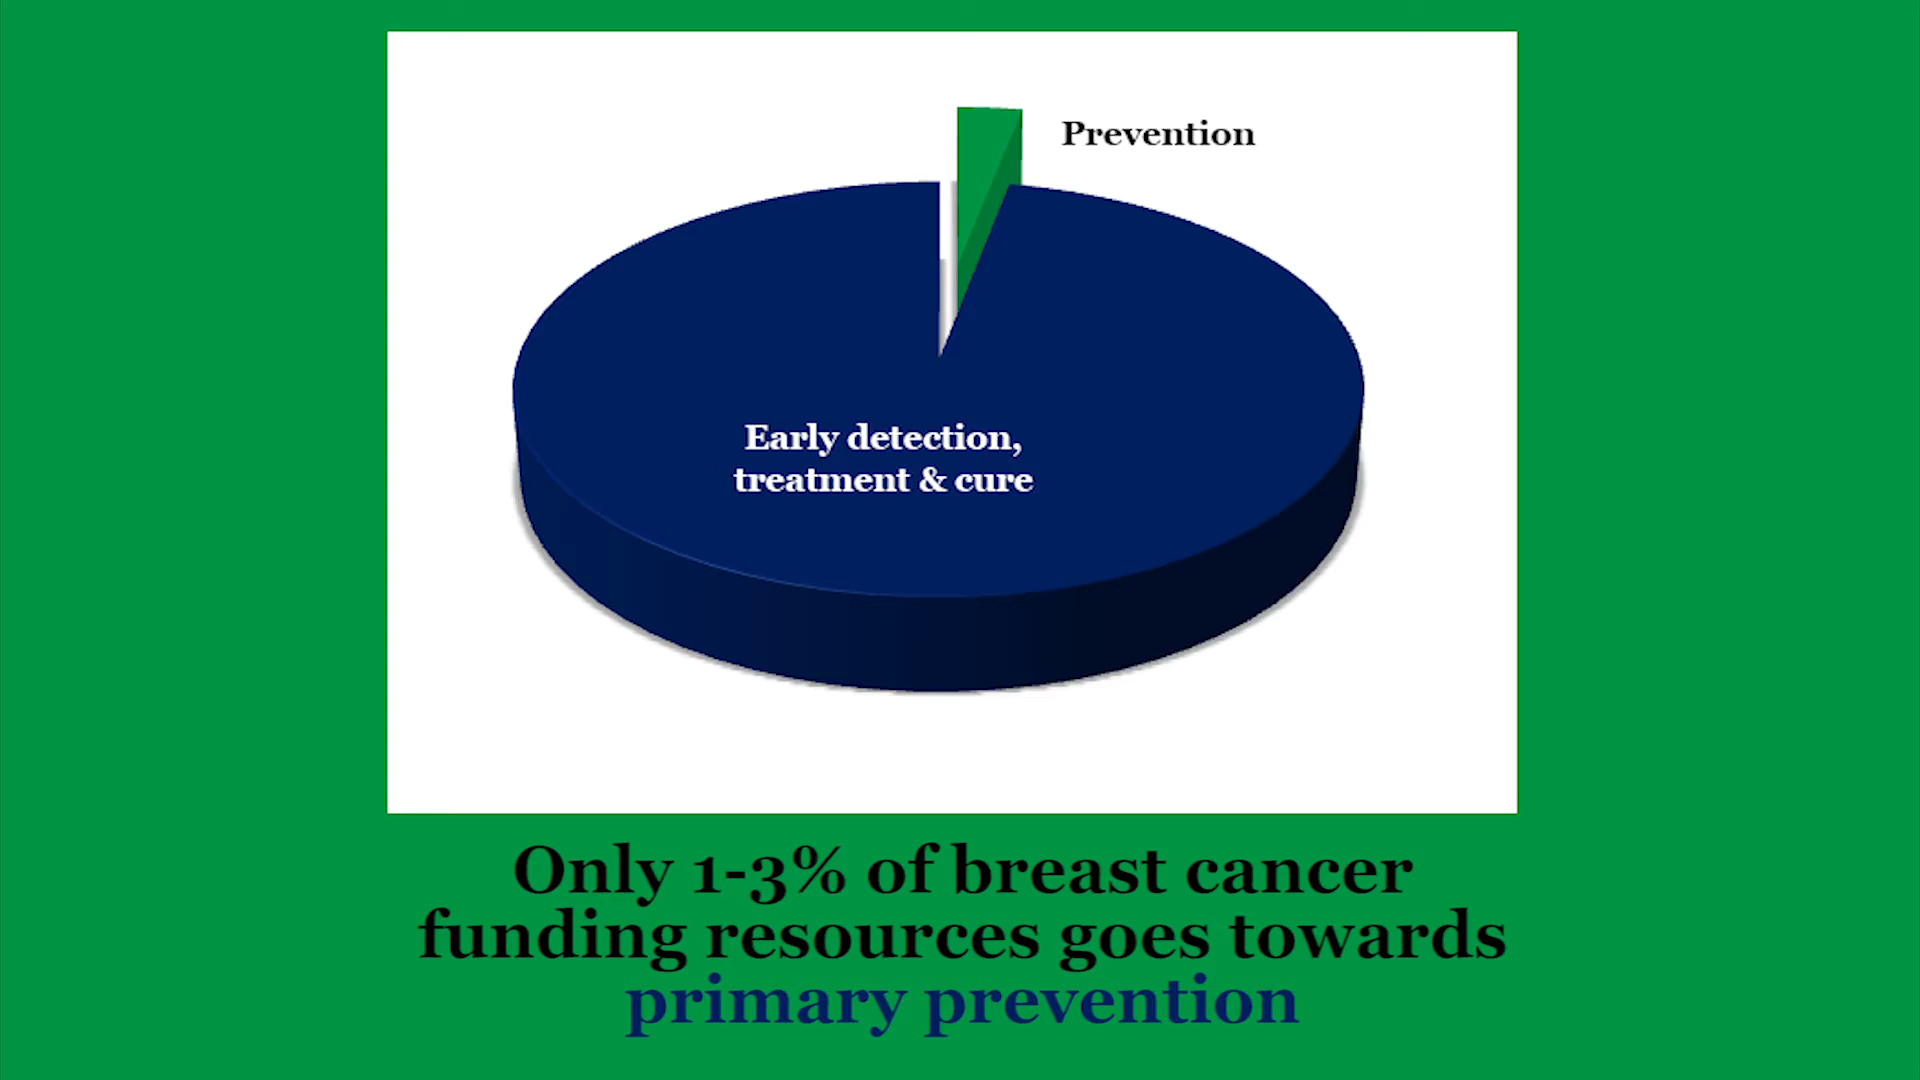 Prevention
Early detection,
treatment & cure
Only 1-3% of breast cancer
funding resources goes towards
primary prevention